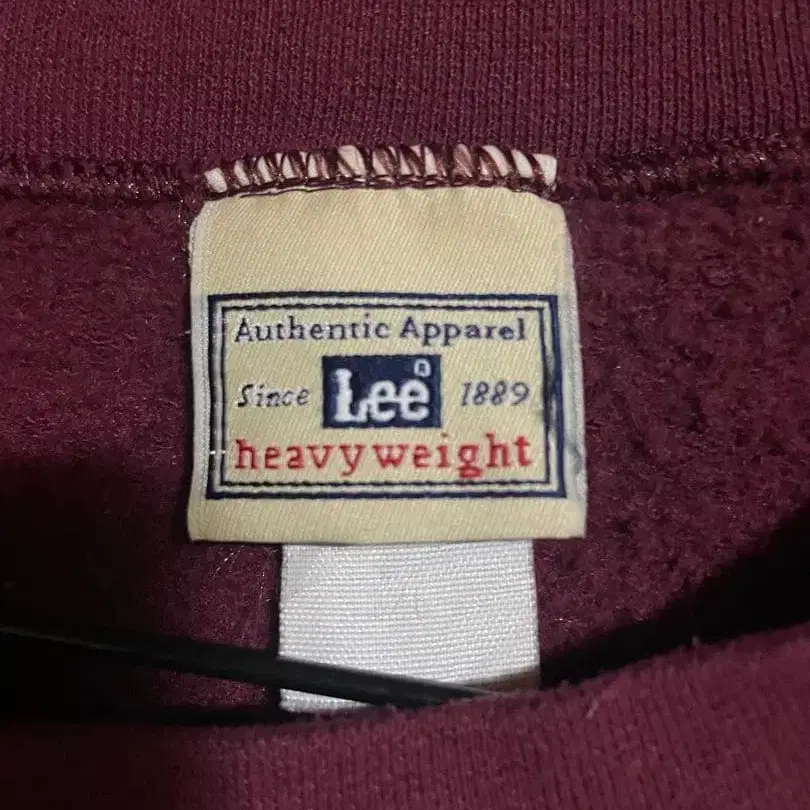 Authentic Apparel
Since Lee® 1889
heavyweight